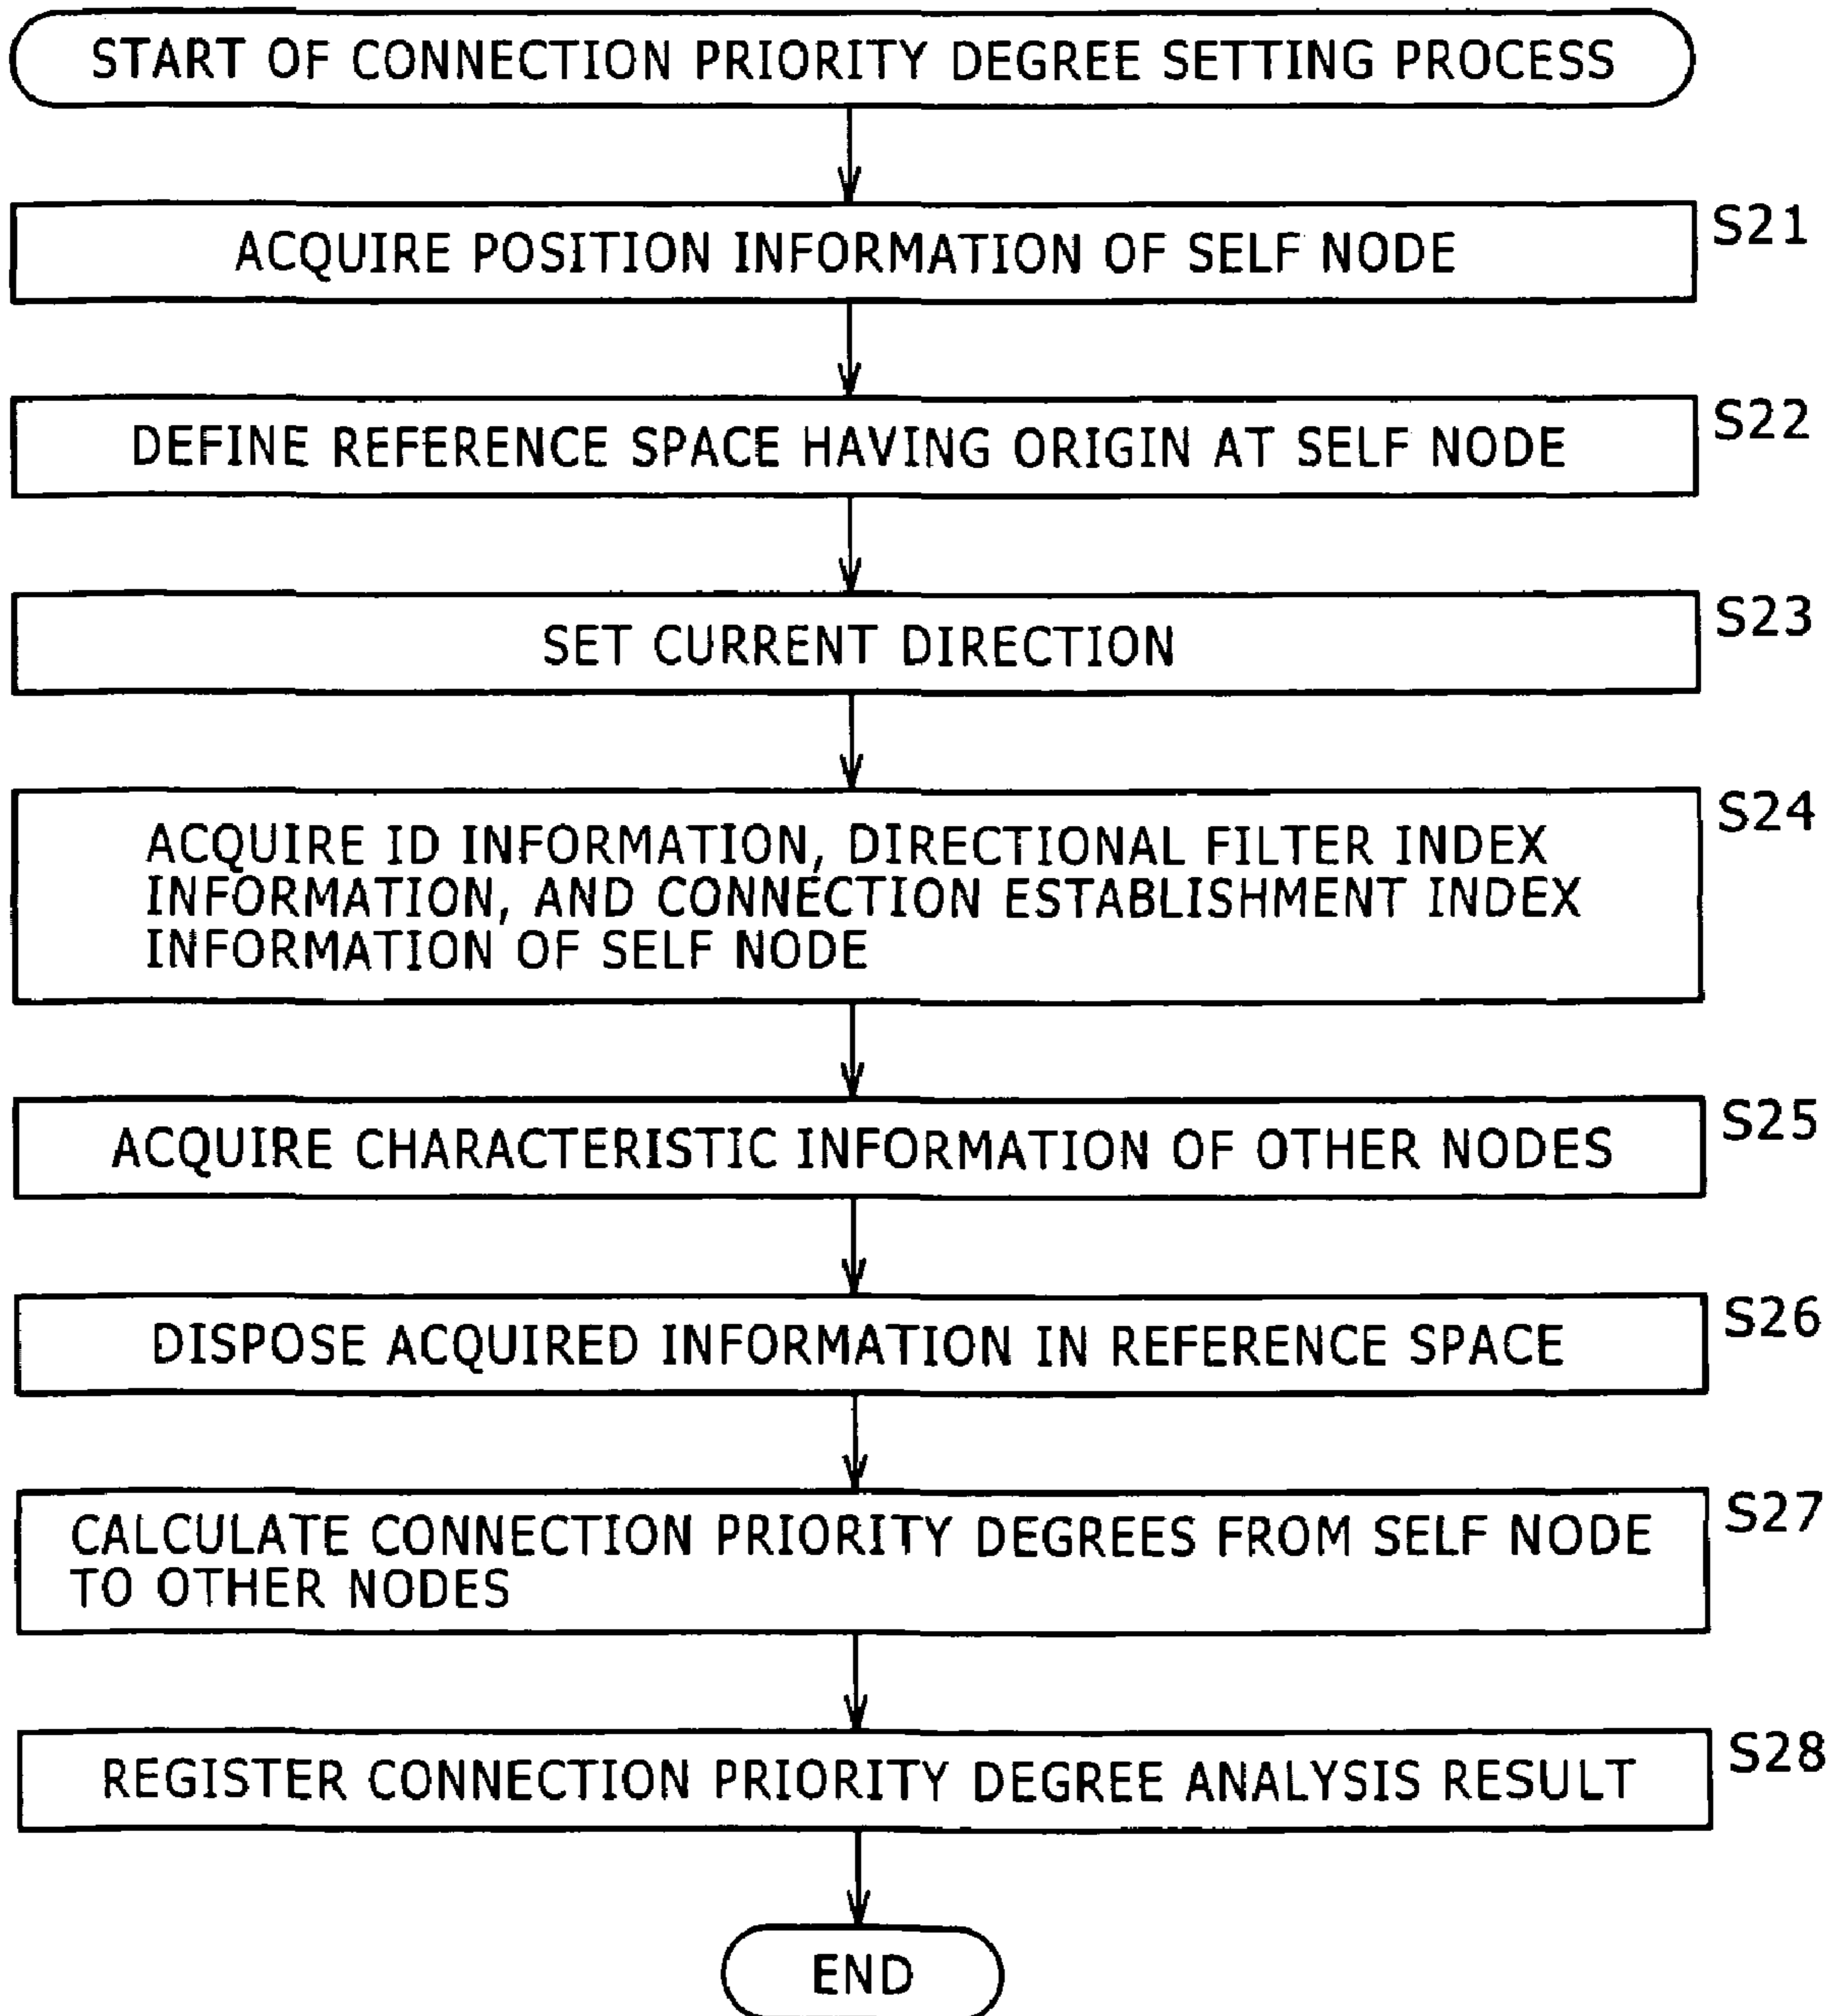 START OF CONNECTION PRIORITY DEGREE SETTING PROCESS
ACQUIRE POSITION INFORMATION OF SELF NODE
S21
DEFINE REFERENCE SPACE HAVING ORIGIN AT SELF NODE
S22
SET CURRENT DIRECTION
S23
ACQUIRE ID INFORMATION, DIRECTIONAL FILTER INDEX
INFORMATION, AND CONNECTION ESTABLISHMENT INDEX
INFORMATION OF SELF NODE
S24
ACQUIRE CHARACTERISTIC INFORMATION OF OTHER NODES
S25
DISPOSE ACQUIRED INFORMATION IN REFERENCE SPACE
S26
CALCULATE CONNECTION PRIORITY DEGREES FROM SELF NODE
TO OTHER NODES
S27
REGISTER CONNECTION PRIORITY DEGREE ANALYSIS RESULT
S28
END